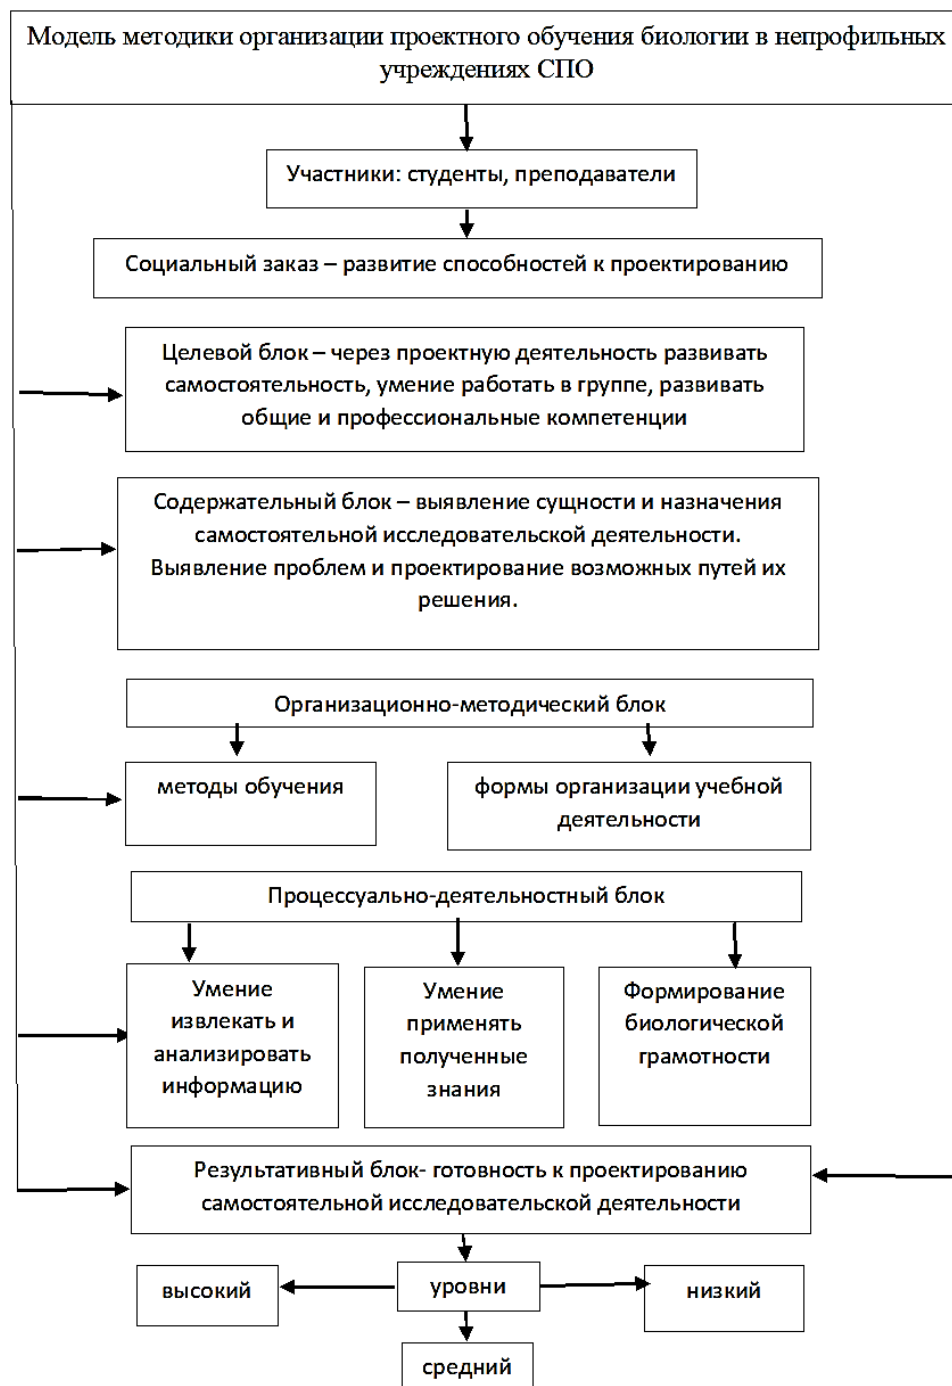 Модель методики организации проектного обучения биологии в непрофильных
учреждениях СПО
Участники: студенты, преподаватели
Социальный заказ – развитие способностей к проектированию
Целевой блок – через проектную деятельность развивать
самостоятельность, умение работать в группе, развивать
общие и профессиональные компетенции
Содержательный блок – выявление сущности и назначения
самостоятельной исследовательской деятельности.
Выявление проблем и проектирование возможных путей их
решения.
Организационно-методический блок
методы обучения
формы организации учебной
деятельности
Процессуально-деятельностный блок
Умение
извлекать и
анализировать
информацию
Умение
применять
полученные
знания
Формирование
биологической
грамотности
Результативный блок- готовность к проектированию
самостоятельной исследовательской деятельности
высокий
уровни
низкий
средний